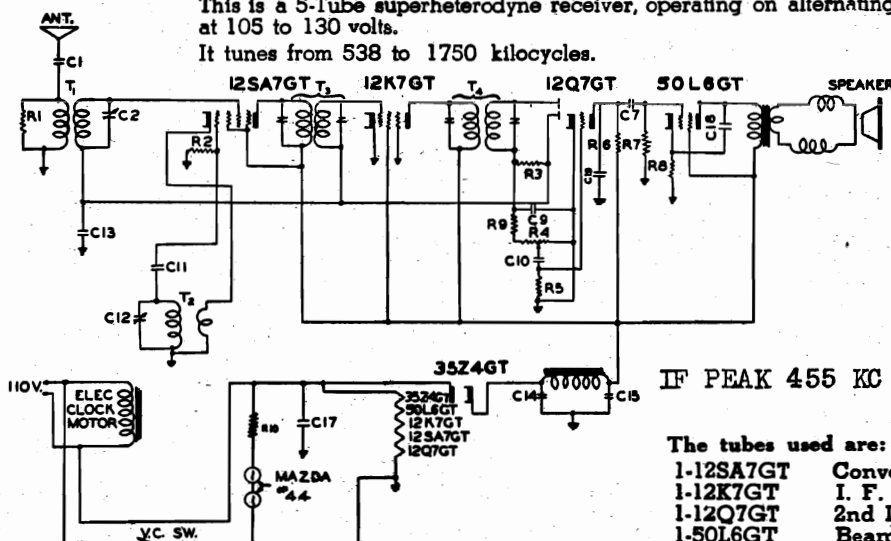 This is a 5-Tube superheterodyne receiver, operating on alternating
at 105 to 130 volts.
It tunes from 538 to 1750 kilocycles.
ANT.
C1
T1
12SA7GT
T3
12K7GT
T4
12Q7GT
50L6GT
SPEAKER
R1
C2
R2
C7
R6
R7
C18
C16
R8
R3
C9
R9
R4
C10
R5
C13
C11
T2
C12
35Z4GT
IF PEAK 455 KC
110V.
ELEC
CLOCK
MOTOR
R10
C17
35Z4GT
50L6GT
12K7GT
12SA7GT
12Q7GT
C14
C15
MAZDA
#44
V.C. SW.
The tubes used are:
1-12SA7GT Conve
1-12K7GT I. F.
1-12Q7GT 2nd
1-50L6GT Beam